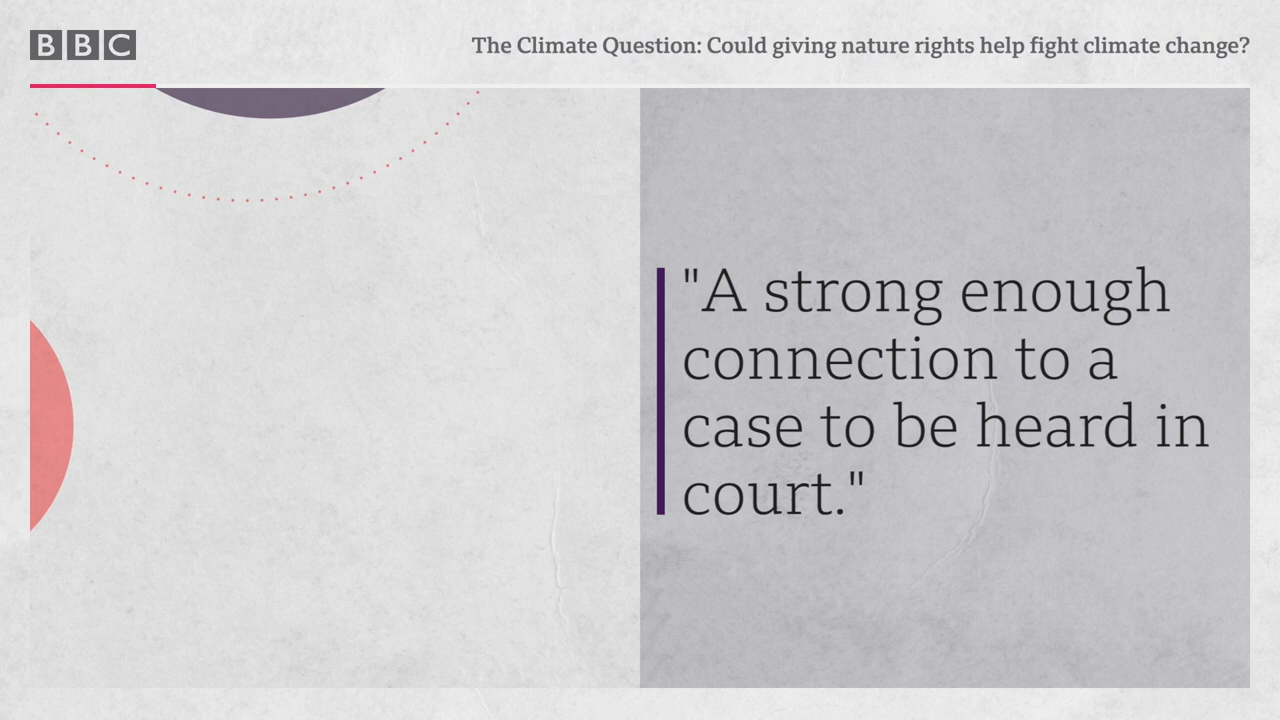 BBC
The Climate Question: Could giving nature rights help fight climate change?
"A strong enough
connection to a
case to be heard in
court."